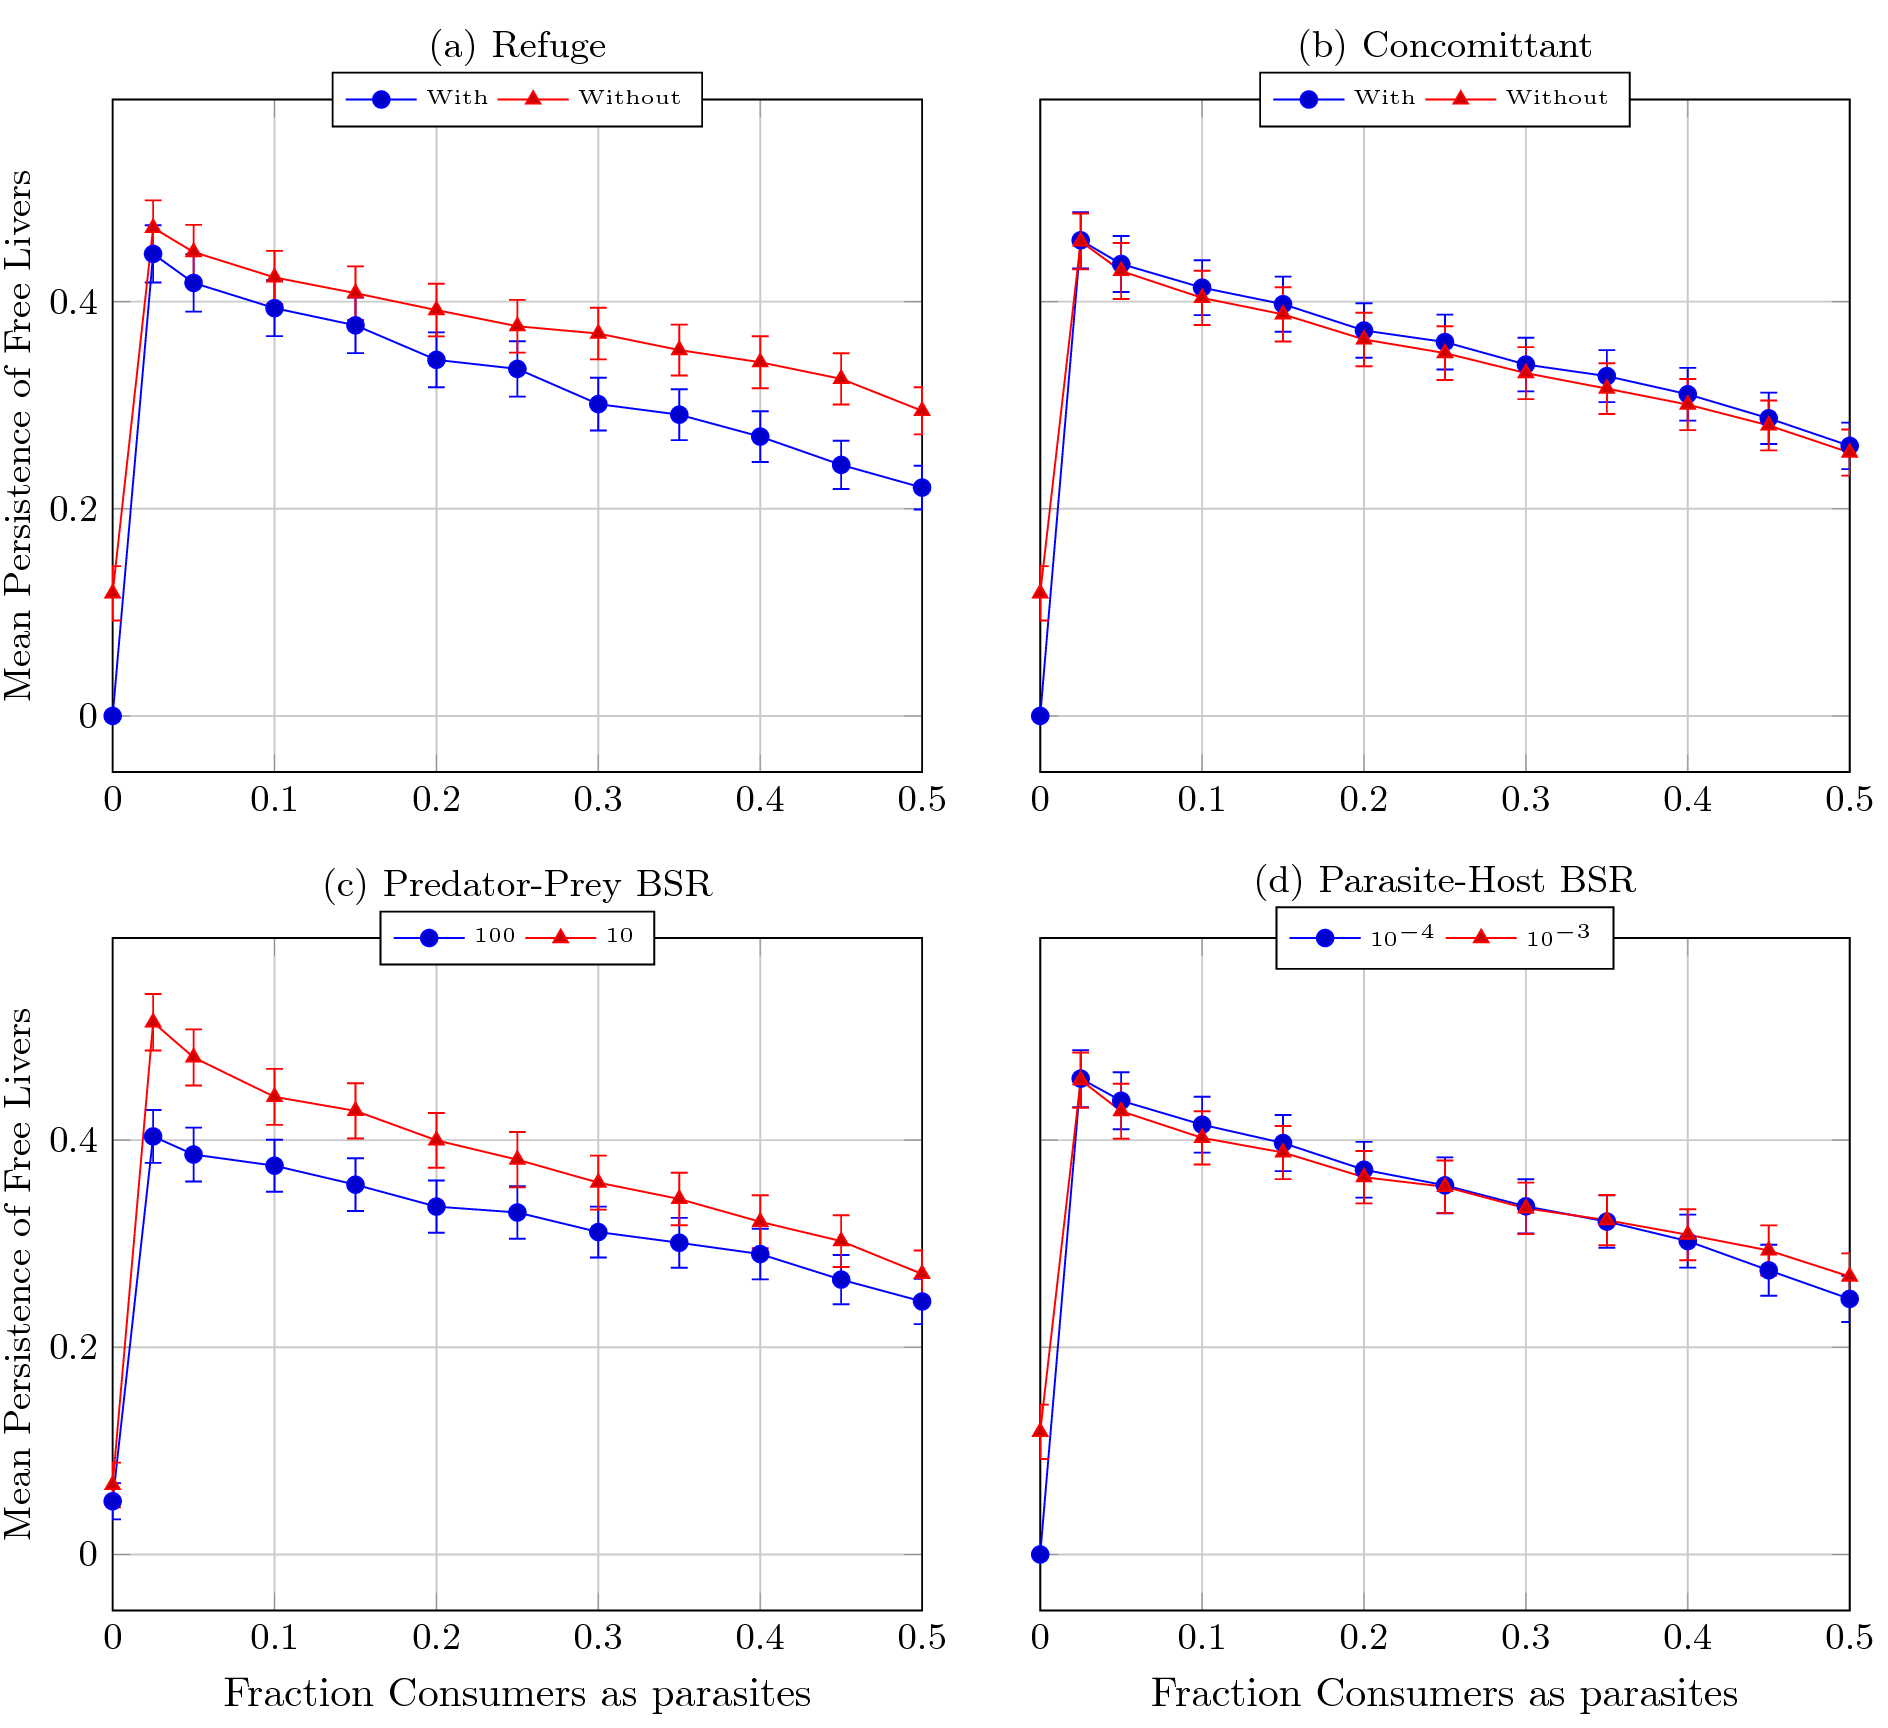 (a) Refuge
With Without
Mean Persistence of Free Livers
0.4
0.2
0
0 0.1 0.2 0.3 0.4 0.5
(b) Concomittant
With Without
0 0.1 0.2 0.3 0.4 0.5
(c) Predator-Prey BSR
100 10
Mean Persistence of Free Livers
0.4
0.2
0
0 0.1 0.2 0.3 0.4 0.5
Fraction Consumers as parasites
(d) Parasite-Host BSR
10⁻⁴ 10⁻³
0 0.1 0.2 0.3 0.4 0.5
Fraction Consumers as parasites